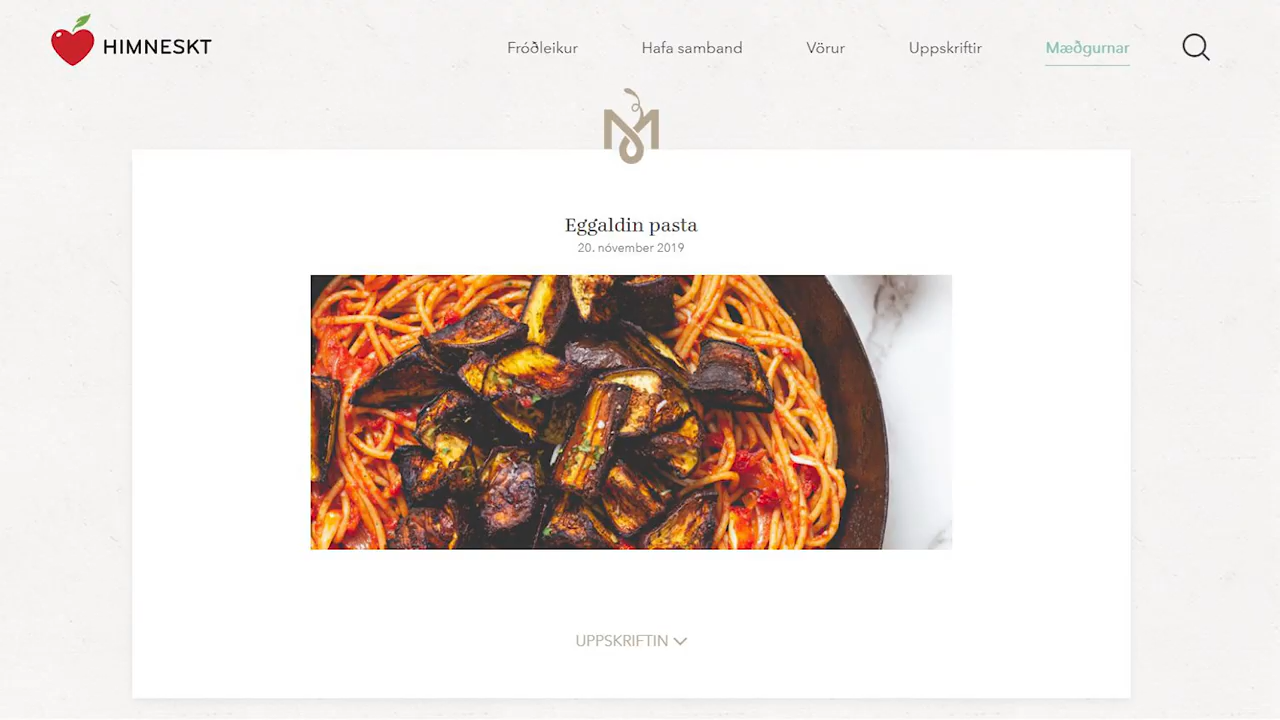 HIMNESKT
Fróðleikur Hafa samband Vörur Uppskriftir Mæðgurnar
M
Eggaldin pasta
20. nóvember 2019
UPPSKRIFTIN